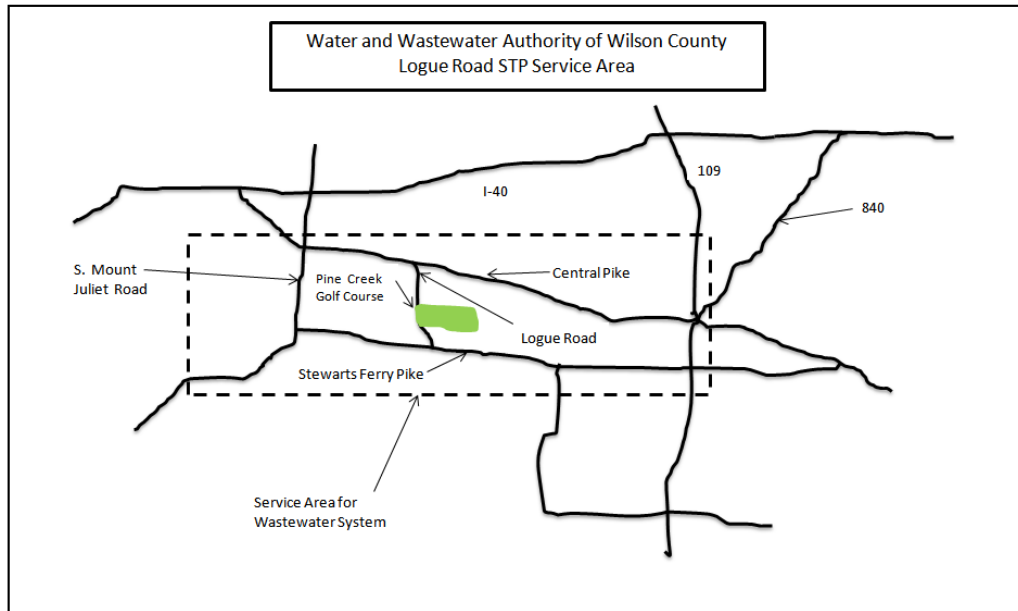 Water and Wastewater Authority of Wilson County
Logue Road STP Service Area
109
I-40
840
S. Mount
Juliet Road
Pine Creek
Golf Course
Central Pike
Logue Road
Stewarts Ferry Pike
Service Area for
Wastewater System